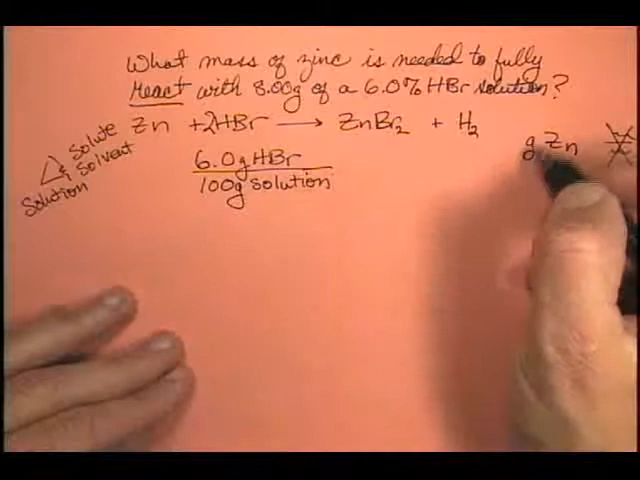 What mass of zinc is needed to fully
react with 8.00g of a 6.0% HBr solution?
Zn + 2HBr → ZnBr₂ + H₂
Solute
Solvent
Solution
6.0g HBr
100g solution
g Zn